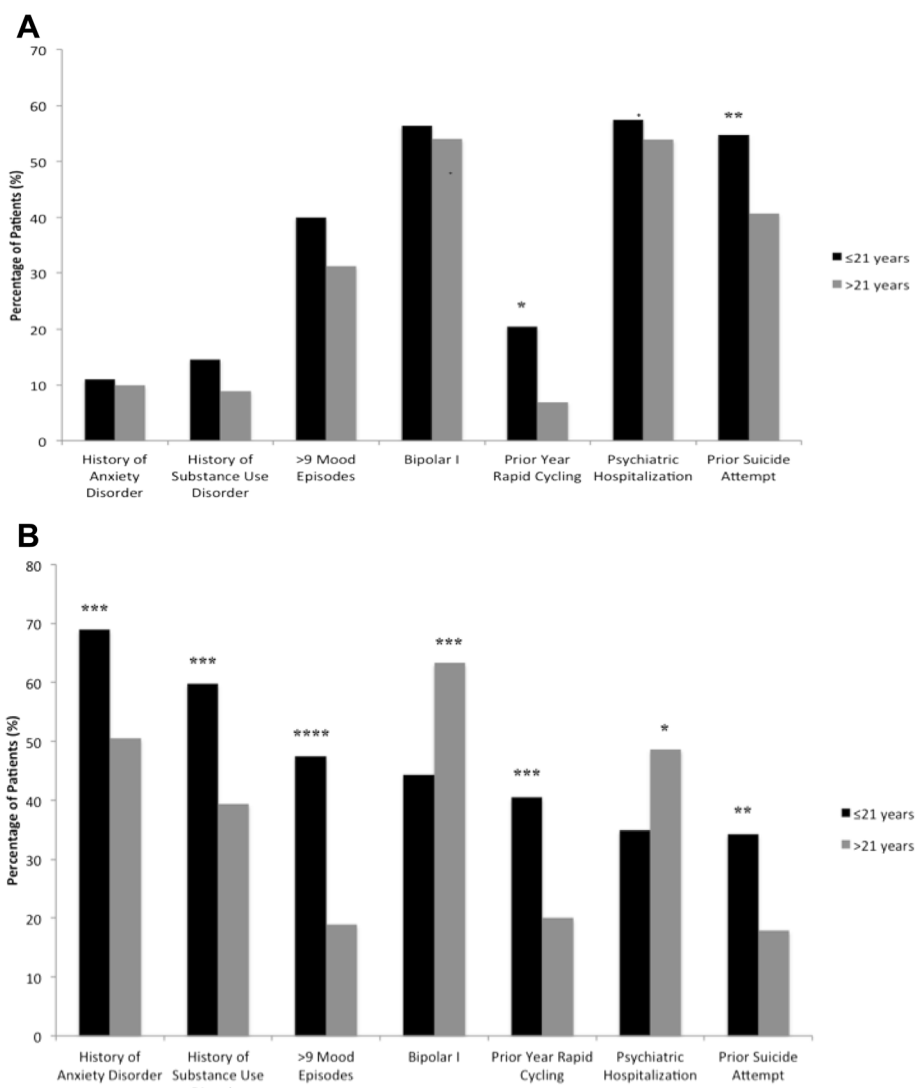 A
70
60
50
40
30
20
10
0
Percentage of Patients (%)
**
*
≤21 years
>21 years
History of
Anxiety
Disorder
History of
Substance Use
Disorder
>9 Mood
Episodes
Bipolar I
Prior Year
Rapid Cycling
Psychiatric
Hospitalization
Prior Suicide
Attempt
B
80
70
60
50
40
30
20
10
0
Percentage of Patients (%)
***
***
****
***
***
*
**
≤21 years
>21 years
History of
Anxiety Disorder
History of
Substance Use
>9 Mood
Episodes
Bipolar I
Prior Year Rapid
Cycling
Psychiatric
Hospitalization
Prior Suicide
Attempt